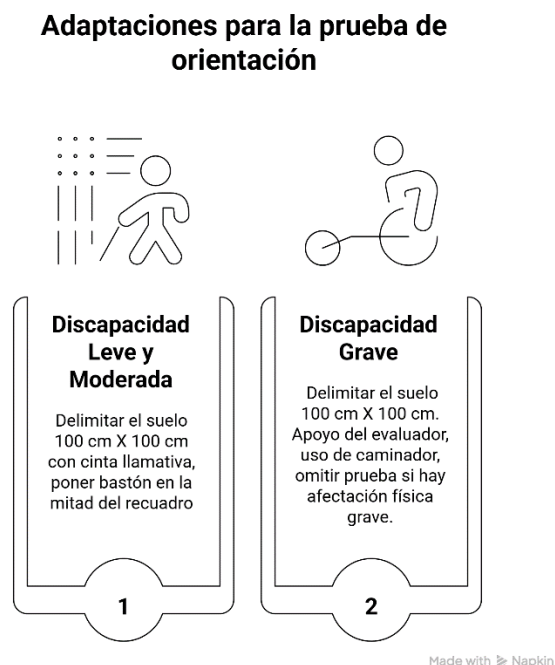 Adaptaciones para la prueba de
orientación
Discapacidad
Leve y
Moderada
Delimitar el suelo
100 cm X 100 cm
con cinta llamativa,
poner bastón en la
mitad del recuadro
1
Discapacidad
Grave
Delimitar el suelo
100 cm X 100 cm.
Apoyo del evaluador,
uso de caminador,
omitir prueba si hay
afectación física
grave.
2
Made with Napkin